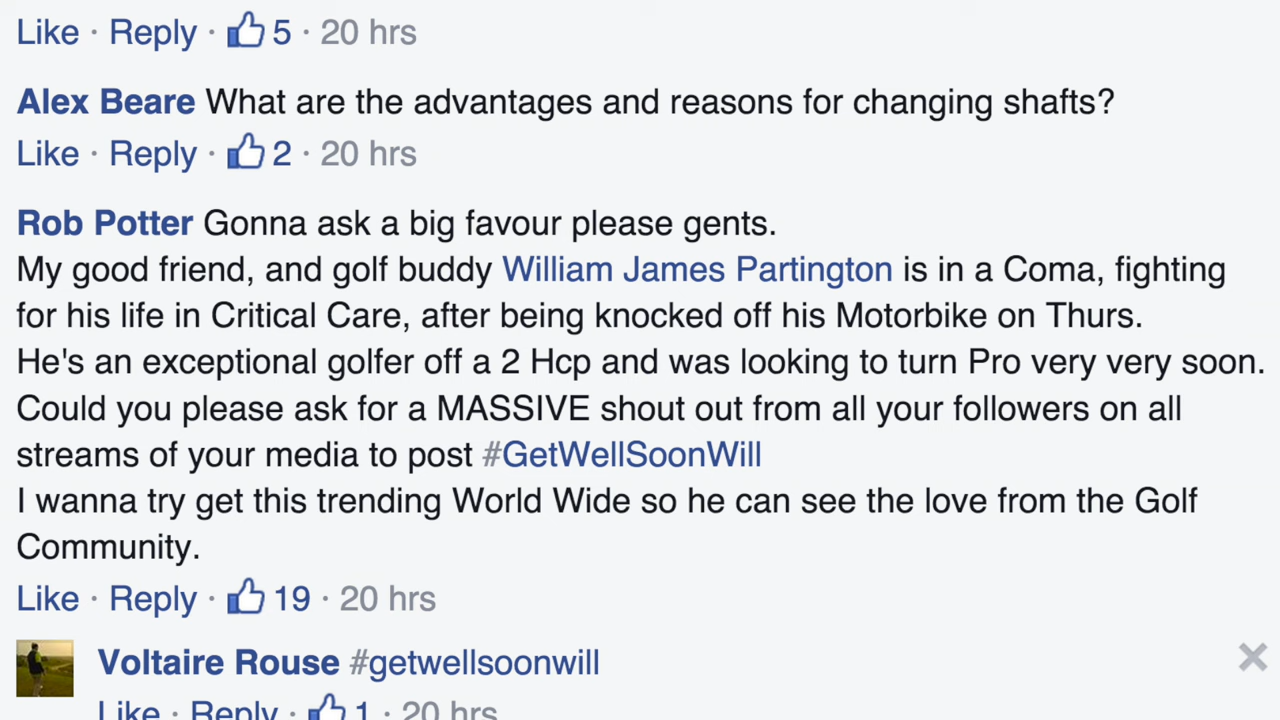 Like · Reply · 5 · 20 hrs
Alex Beare What are the advantages and reasons for changing shafts?
Like · Reply · 2 · 20 hrs
Rob Potter Gonna ask a big favour please gents.
My good friend, and golf buddy William James Partington is in a Coma, fighting
for his life in Critical Care, after being knocked off his Motorbike on Thurs.
He's an exceptional golfer off a 2 Hcp and was looking to turn Pro very very soon.
Could you please ask for a MASSIVE shout out from all your followers on all
streams of your media to post #GetWellSoonWill
I wanna try get this trending World Wide so he can see the love from the Golf
Community.
Like · Reply · 19 · 20 hrs
Voltaire Rouse #getwellsoonwill
Like · Reply · 1 · 20 hrs